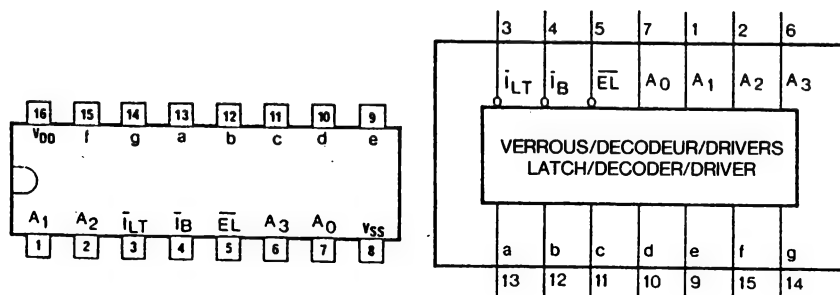 16 15 14 13 12 11 10 9
VDD f g a b c d e
A1 A2 ĪLT ĪB E̅L̅ A3 A0 VSS
1 2 3 4 5 6 7 8
3 4 5 7 1 2 6
ĪLT ĪB E̅L̅ A0 A1 A2 A3
VERROUS/DECODEUR/DRIVERS
LATCH/DECODER/DRIVER
a b c d e f g
13 12 11 10 9 15 14